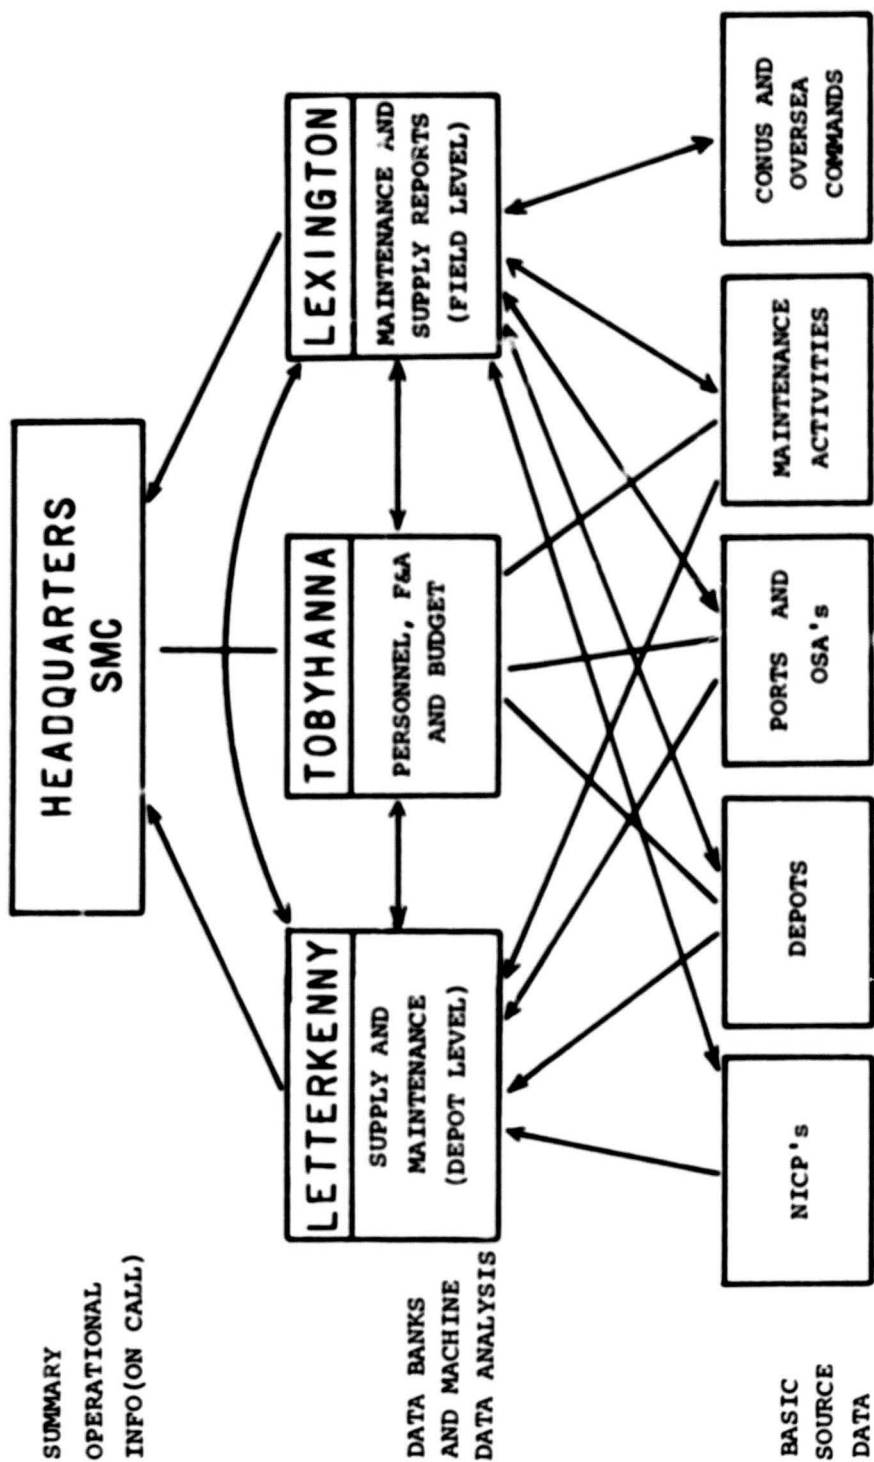 SUMMARY
OPERATIONAL
INFO(ON CALL)
HEADQUARTERS
SMC
DATA BANKS
AND MACHINE
DATA ANALYSIS
LETTERKENNY
SUPPLY AND
MAINTENANCE
(DEPOT LEVEL)
TOBYHANNA
PERSONNEL, F&A
AND BUDGET
LEXINGTON
MAINTENANCE AND
SUPPLY REPORTS
(FIELD LEVEL)
BASIC
SOURCE
DATA
NICP's
DEPOTS
PORTS AND
OSA's
MAINTENANCE
ACTIVITIES
CONUS AND
OVERSEA
COMMANDS